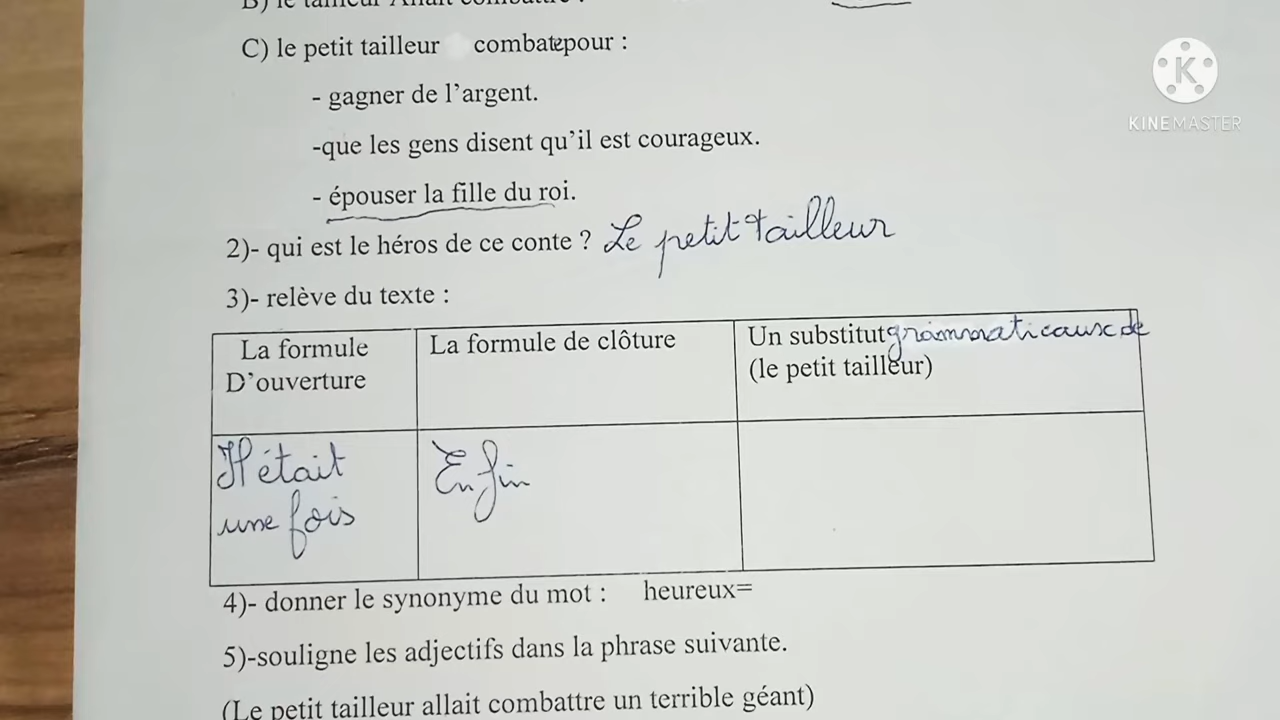 B) le tailleur Allait combattre :
C) le petit tailleur combatepour :
- gagner de l'argent.
-que les gens disent qu'il est courageux.
- épouser la fille du roi.
2)- qui est le héros de ce conte ? Le petit tailleur
3)- relève du texte :
La formule D'ouverture
La formule de clôture
Un substitut grammaticaux de
(le petit tailleur)
Il était
une fois
Enfin
4)- donner le synonyme du mot : heureux=
5)-souligne les adjectifs dans la phrase suivante.
(Le petit tailleur allait combattre un terrible géant)
KINEMASTER